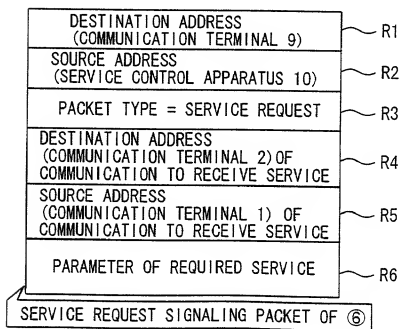 DESTINATION ADDRESS
(COMMUNICATION TERMINAL 9)
R1
SOURCE ADDRESS
(SERVICE CONTROL APPARATUS 10)
R2
PACKET TYPE = SERVICE REQUEST
R3
DESTINATION ADDRESS
(COMMUNICATION TERMINAL 2)OF
COMMUNICATION TO RECEIVE SERVICE
R4
SOURCE ADDRESS
(COMMUNICATION TERMINAL 1) OF
COMMUNICATION TO RECEIVE SERVICE
R5
PARAMETER OF REQUIRED SERVICE
R6
SERVICE REQUEST SIGNALING PACKET OF ⑥